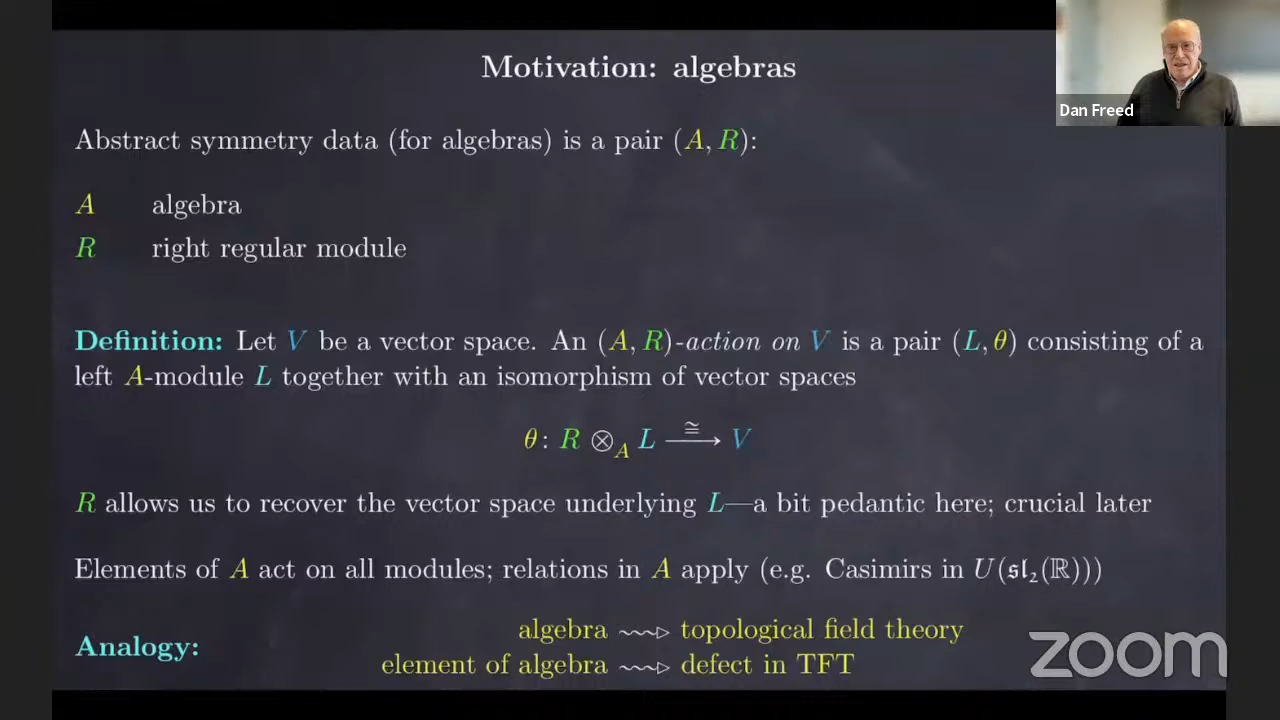 Motivation: algebras
Dan Freed
Abstract symmetry data (for algebras) is a pair (A, R):
A algebra
R right regular module
Definition: Let V be a vector space. An (A, R)-action on V is a pair (L, θ) consisting of a
left A-module L together with an isomorphism of vector spaces
θ: R ⊗_A L ≅⟶ V
R allows us to recover the vector space underlying L—a bit pedantic here; crucial later
Elements of A act on all modules; relations in A apply (e.g. Casimirs in U(𝔰𝔩₂(ℝ)))
Analogy:
algebra ⇝ topological field theory
element of algebra ⇝ defect in TFT
zoom